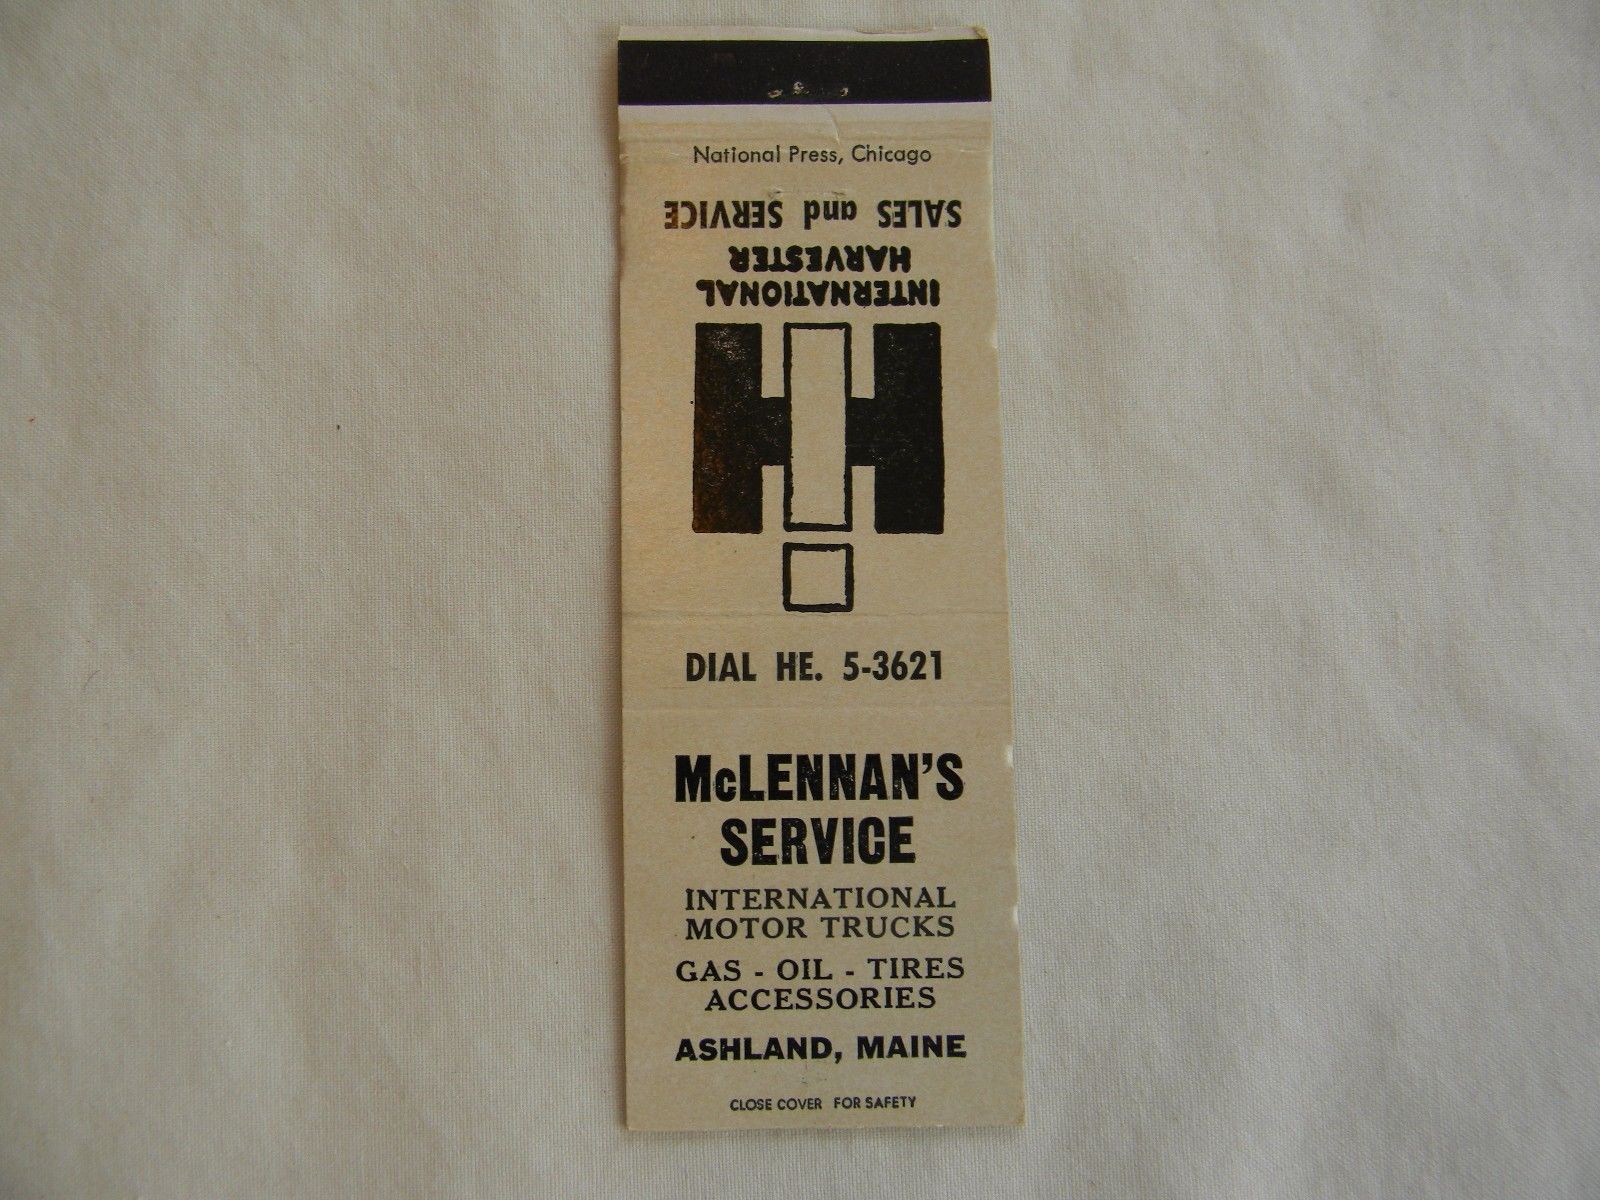 National Press, Chicago
INTERNATIONAL
HARVESTER
SALES and SERVICE
DIAL HE. 5-3621
McLENNAN'S
SERVICE
INTERNATIONAL
MOTOR TRUCKS
GAS - OIL - TIRES
ACCESSORIES
ASHLAND, MAINE
CLOSE COVER FOR SAFETY